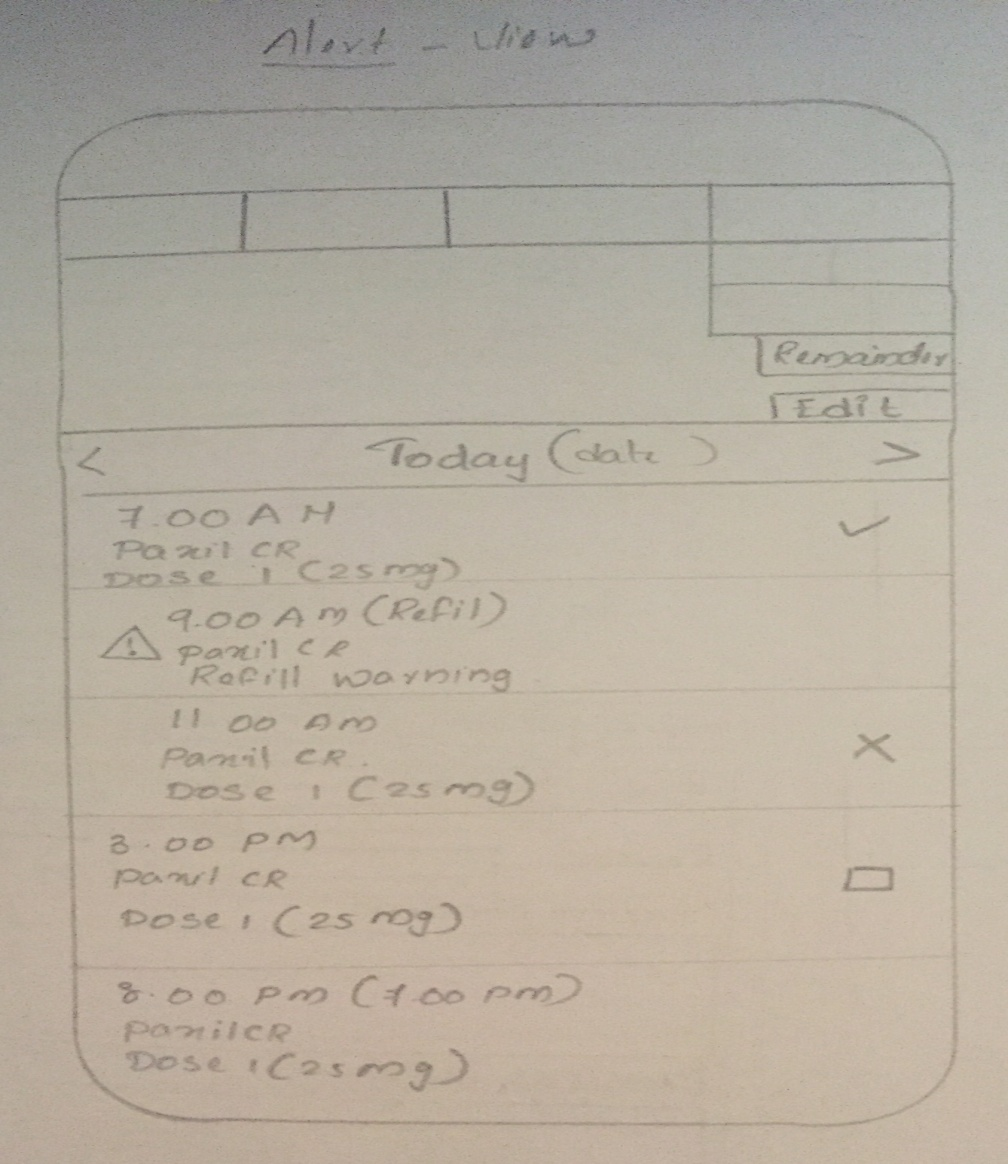 Alert - View
Remainder
Edit
< Today (date) >
7.00 AM
Paxil CR
Dose 1 (25mg)
9.00 AM (Refil)
! Paxil CR
Refill warning
11 00 AM
Paxil CR.
Dose 1 (25mg)
3.00 PM
Paxil CR
Dose 1 (25 mg)
8.00 PM (7.00 pm)
Paxil CR
Dose 1 (25mg)